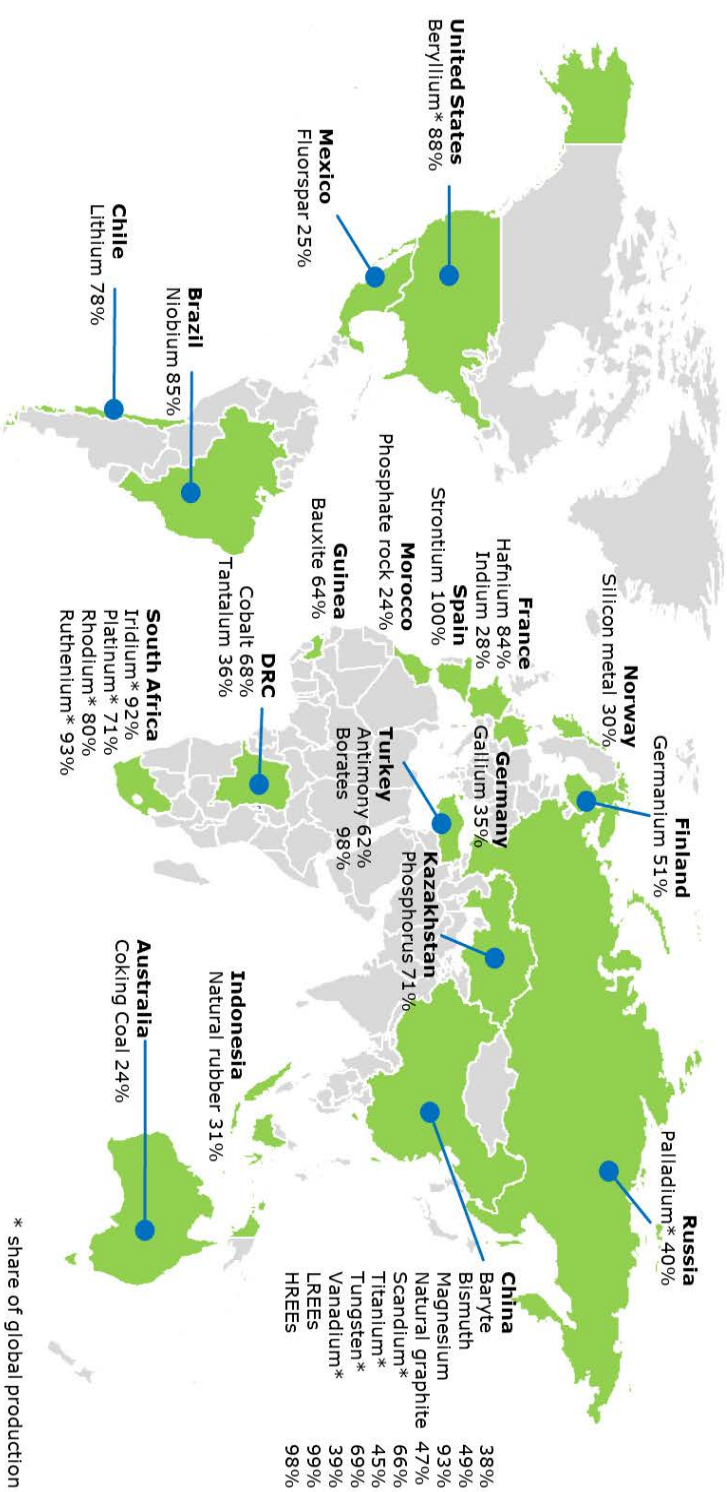 United States
Beryllium* 88%
Mexico
Fluorspar 25%
Chile
Lithium 78%
Brazil
Niobium 85%
France
Hafnium 84%
Indium 28%
Spain
Strontium 100%
Morocco
Phosphate rock 24%
Guinea
Bauxite 64%
DRC
Cobalt 68%
Tantalum 36%
South Africa
Iridium* 92%
Platinum* 71%
Rhodium* 80%
Ruthenium* 93%
Norway
Silicon metal 30%
Finland
Germanium 51%
Germany
Gallium 35%
Turkey
Antimony 62%
Borates 98%
Kazakhstan
Phosphorus 71%
Russia
Palladium* 40%
China
Baryte 38%
Bismuth 49%
Magnesium 93%
Natural graphite 47%
Scandium* 66%
Titanium* 45%
Tungsten* 69%
Vanadium* 39%
LREEs 99%
HREEs 98%
Indonesia
Natural rubber 31%
Australia
Coking Coal 24%
* share of global production